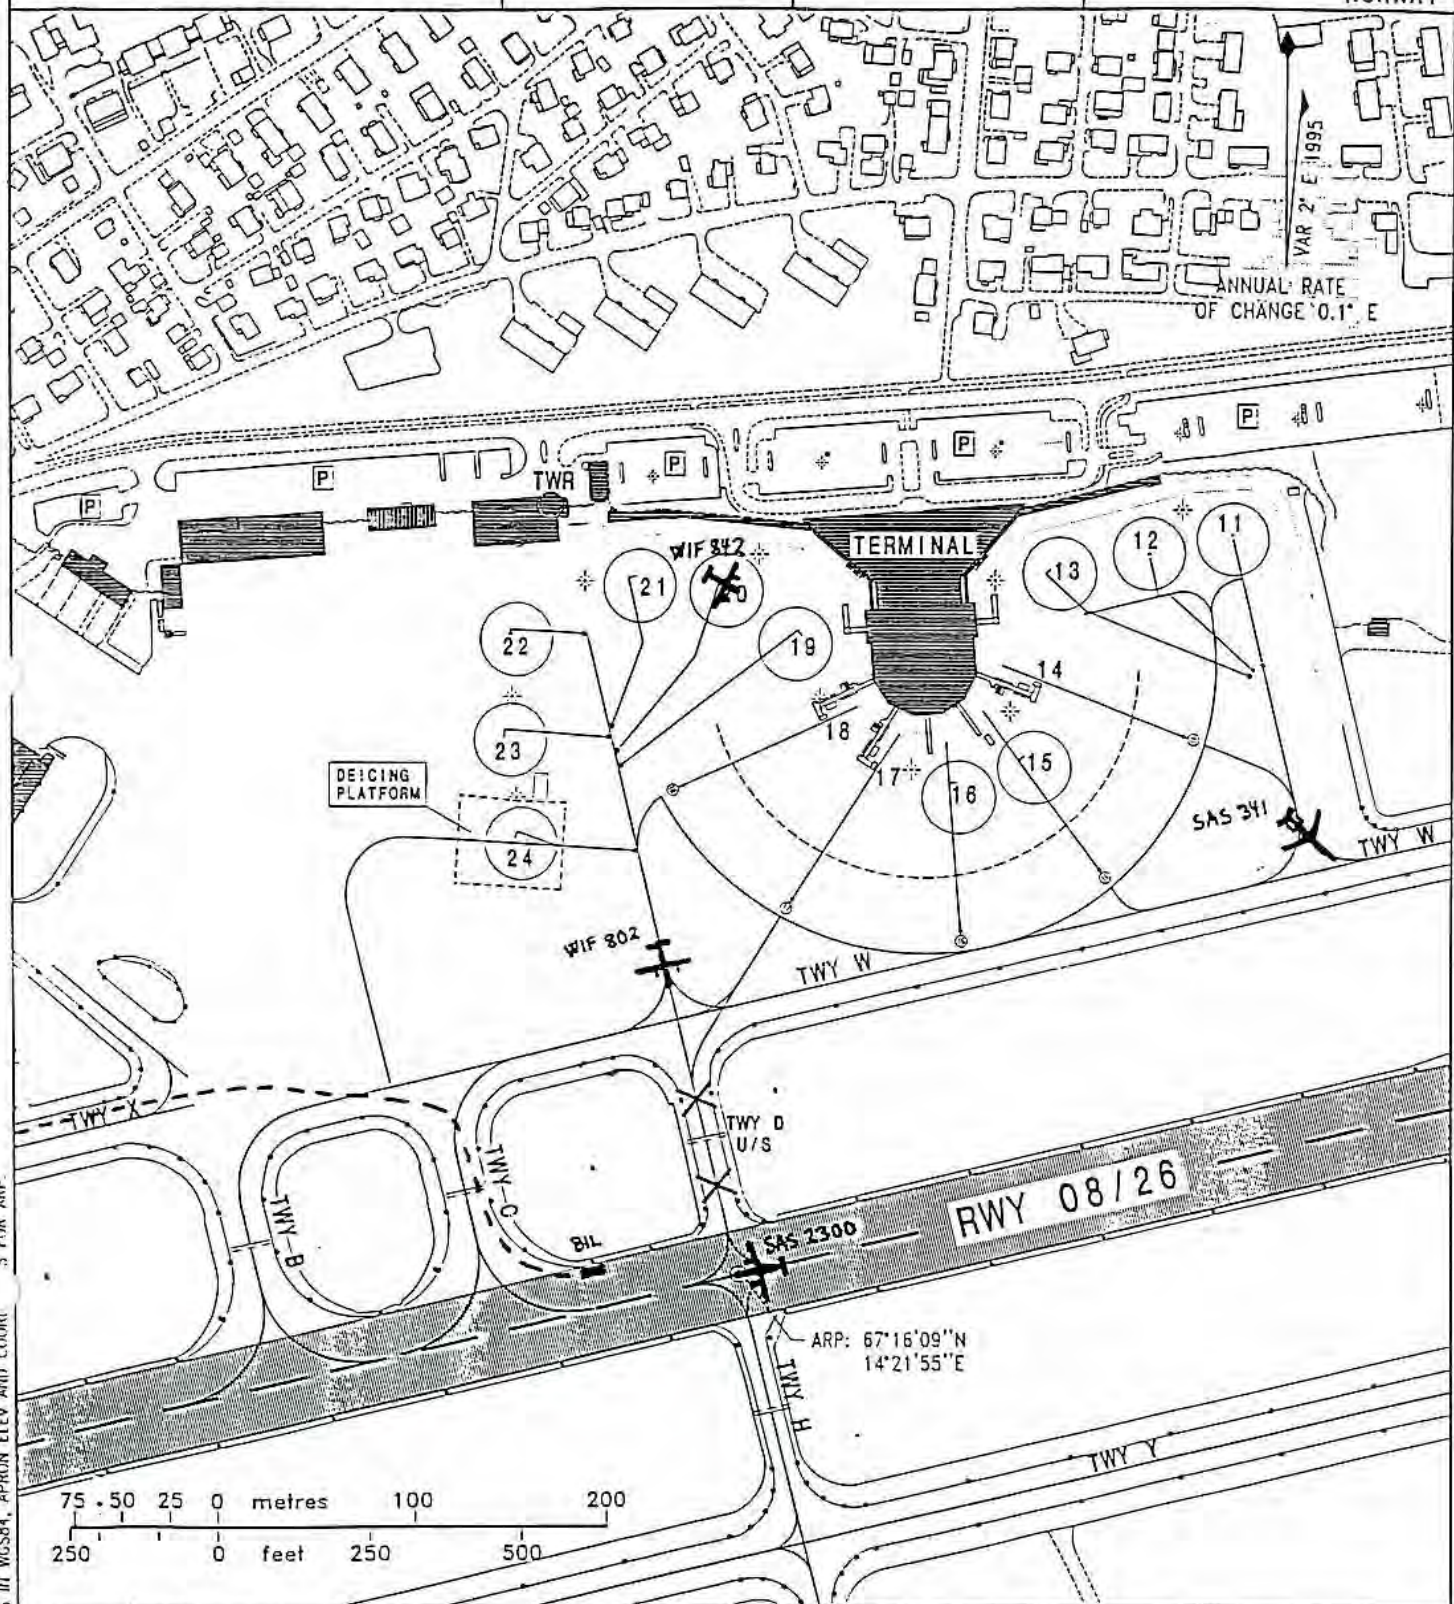 VAR 2° E 1995
ANNUAL RATE
OF CHANGE 0.1° E
P
P
P
P
P
TWR
TERMINAL
WIF 842
11
12
13
21
22
19
14
18
17
15
16
23
24
DEICING
PLATFORM
SAS 341
TWY W
WIF 802
TWY W
TWY X
TWY D
U/S
TWY C
TWY B
BIL
SAS 2300
RWY 08/26
ARP: 67°16'09"N
14°21'55"E
TWY H
TWY Y
75 50 25 0 metres 100 200
250 0 feet 250 500